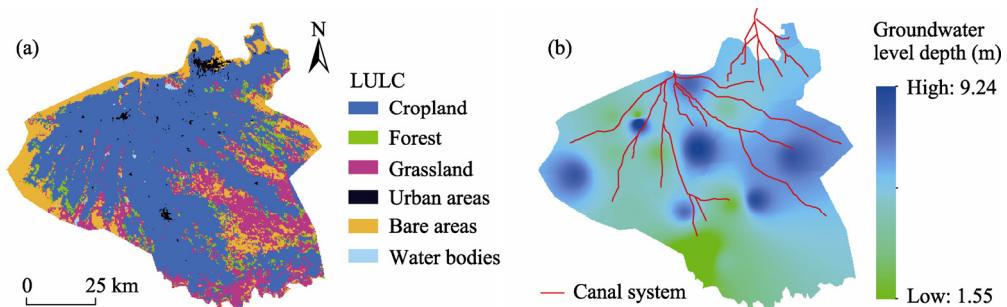 (a)
N
LULC
Cropland
Forest
Grassland
Urban areas
Bare areas
Water bodies
0 25 km
(b)
Groundwater
level depth (m)
High: 9.24
Low: 1.55
Canal system